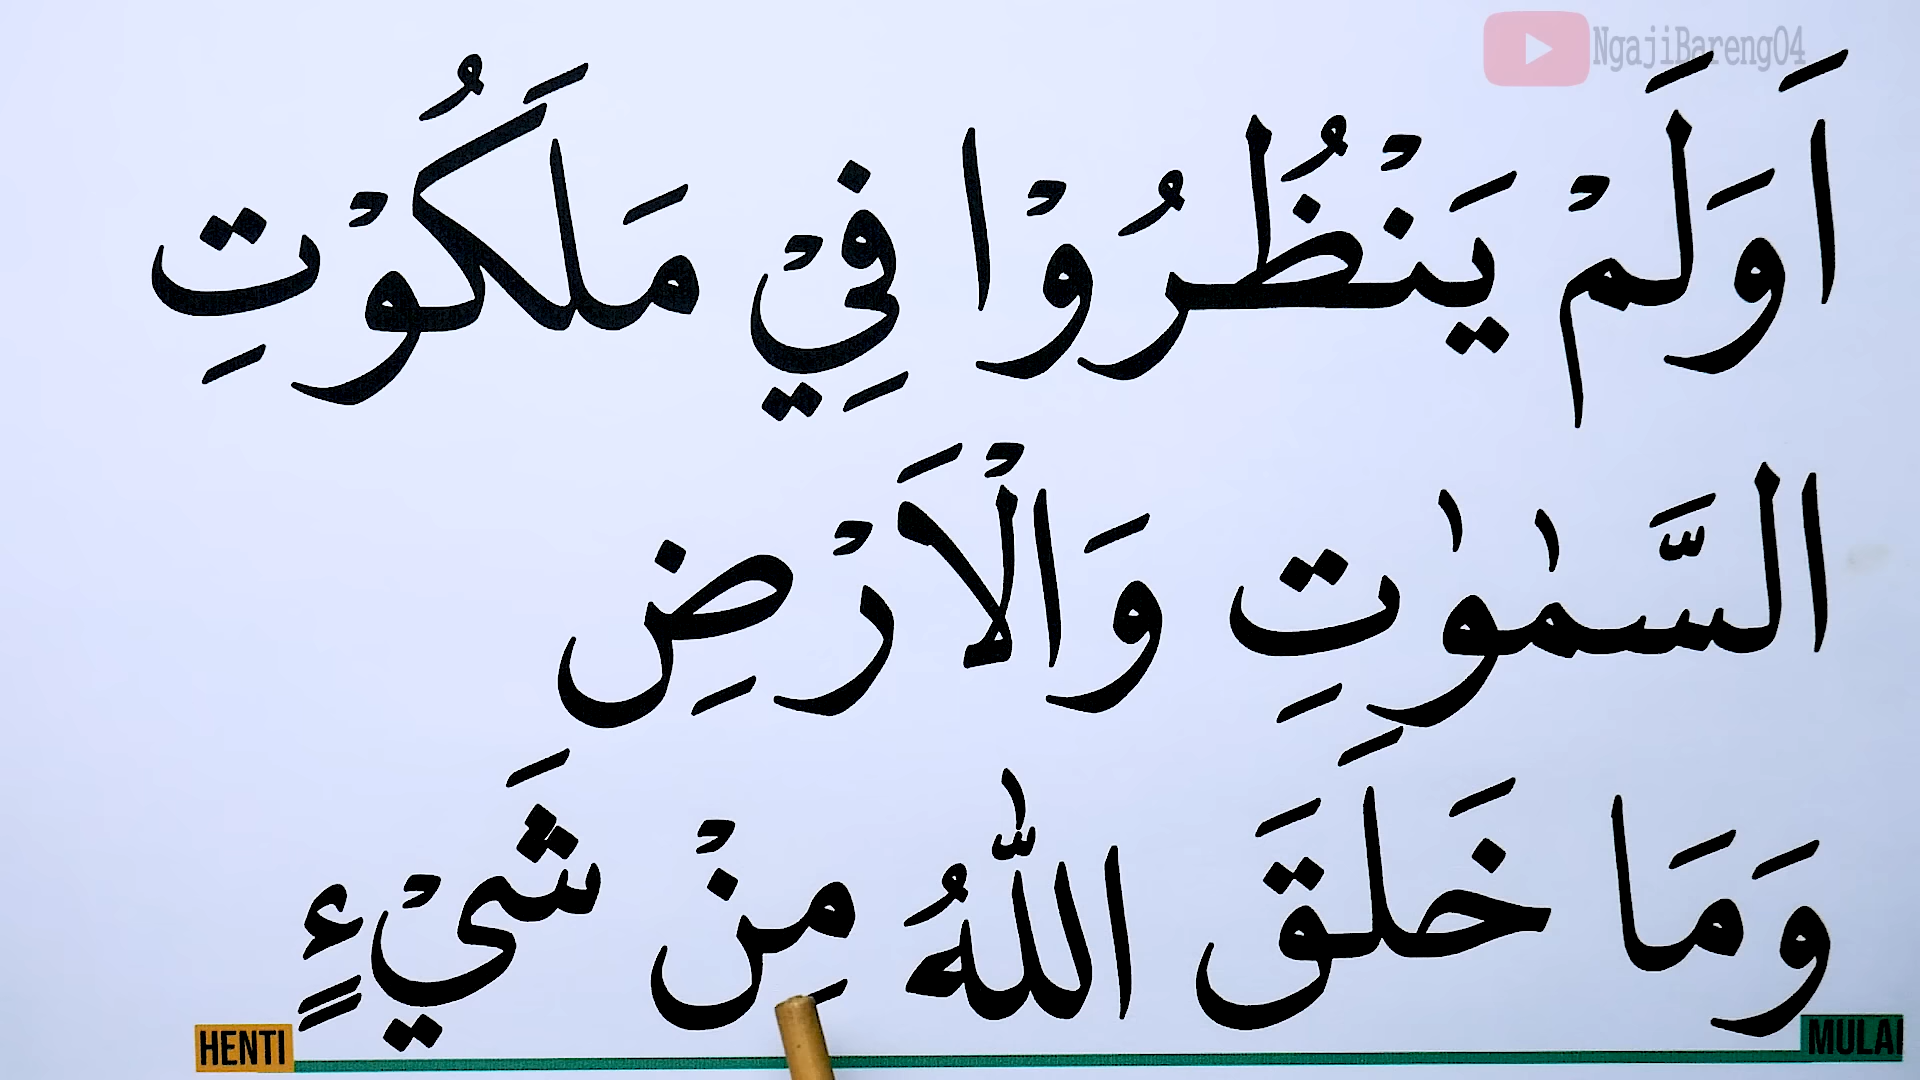 NgajiBareng04
اَوَلَمْ يَنْظُرُوْا فِيْ مَلَكُوْتِ
السَّمٰوٰتِ وَالْاَرْضِ
وَمَا خَلَقَ اللّٰهُ مِنْ شَيْءٍ
MULAI
HENTI